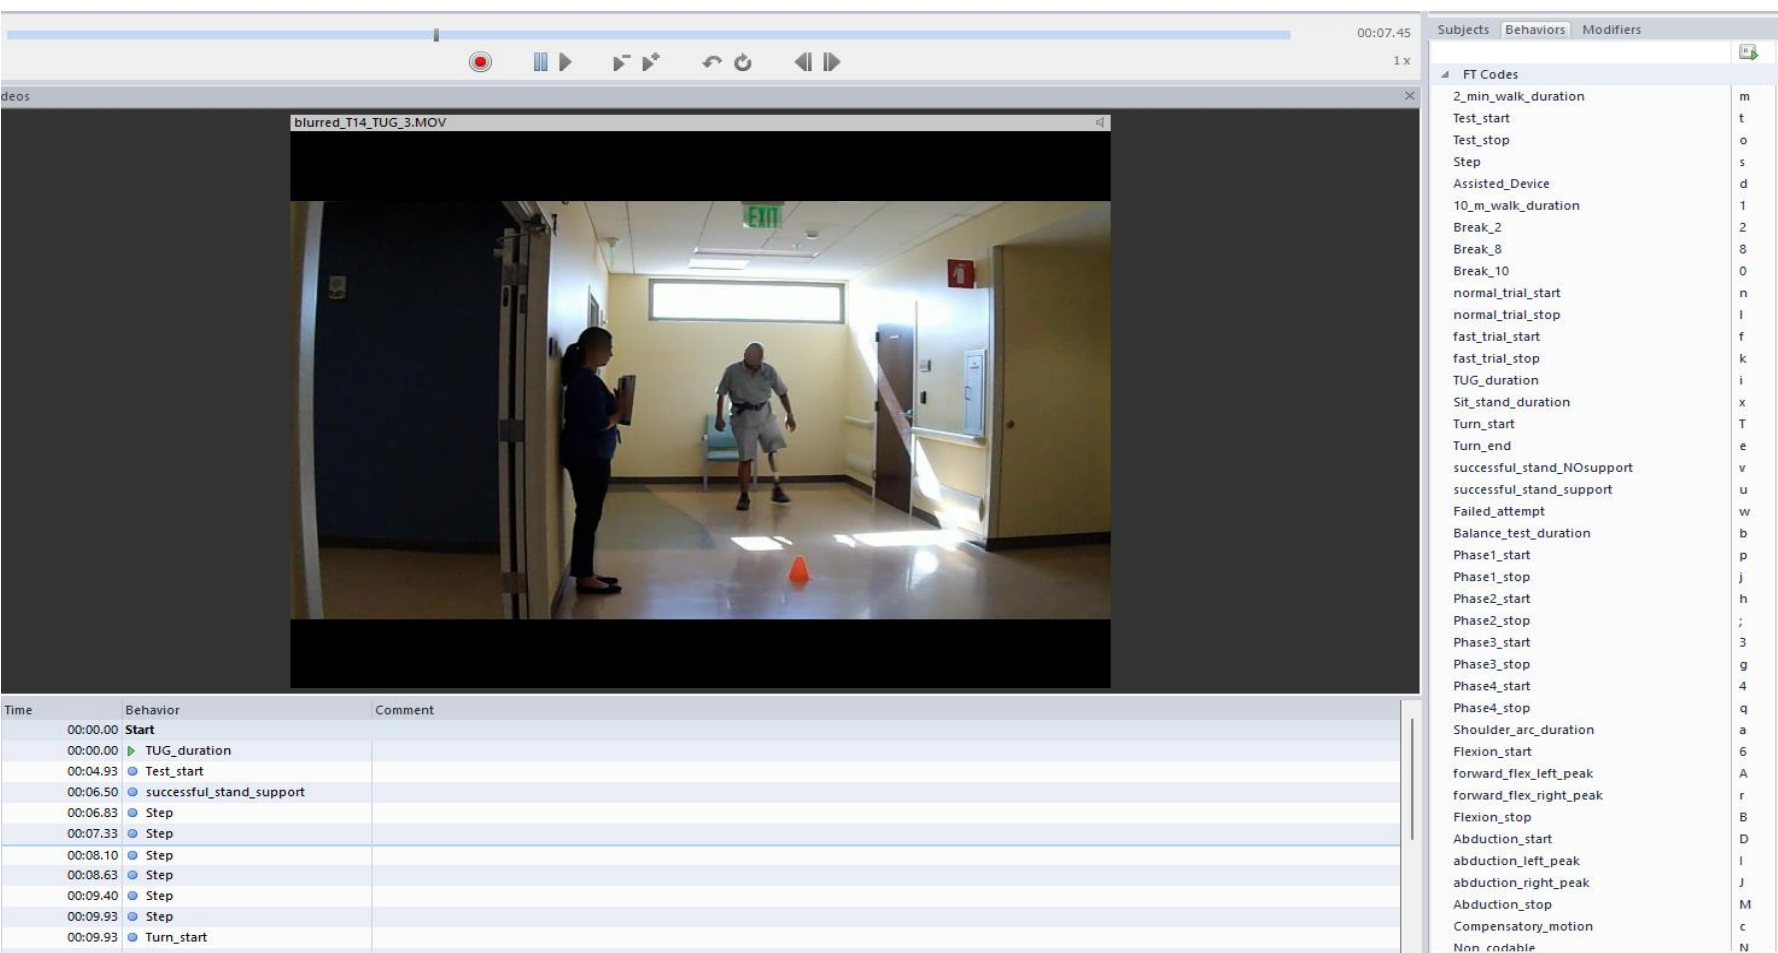 00:07.45
1x
Subjects Behaviors Modifiers
FT Codes
2_min_walk_duration m
Test_start t
Test_stop o
Step s
Assisted_Device d
10_m_walk_duration 1
Break_2 2
Break_8 8
Break_10 0
normal_trial_start n
normal_trial_stop l
fast_trial_start f
fast_trial_stop k
TUG_duration i
Sit_stand_duration x
Turn_start T
Turn_end e
successful_stand_NOsupport v
successful_stand_support u
Failed_attempt w
Balance_test_duration b
Phase1_start p
Phase1_stop j
Phase2_start h
Phase2_stop ;
Phase3_start 3
Phase3_stop g
Phase4_start 4
Phase4_stop q
Shoulder_arc_duration a
Flexion_start 6
forward_flex_left_peak A
forward_flex_right_peak r
Flexion_stop B
Abduction_start D
abduction_left_peak I
abduction_right_peak J
Abduction_stop M
Compensatory_motion c
Non_codable N
deos
blurred_T14_TUG_3.MOV
EXIT
Time Behavior Comment
00:00.00 Start
00:00.00 TUG_duration
00:04.93 Test_start
00:06.50 successful_stand_support
00:06.83 Step
00:07.33 Step
00:08.10 Step
00:08.63 Step
00:09.40 Step
00:09.93 Step
00:09.93 Turn_start